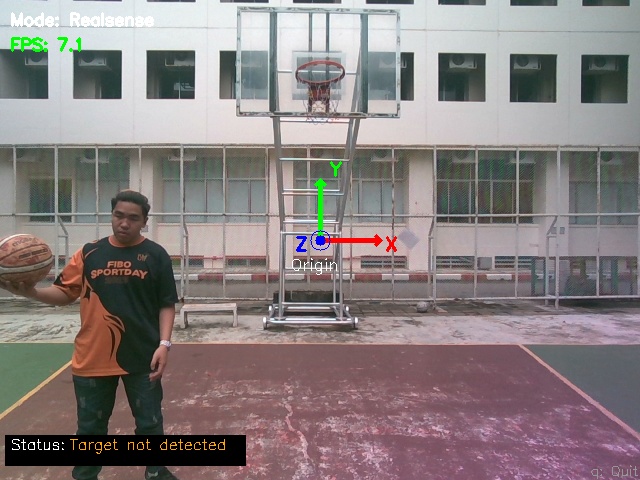 Mode: Realsense
FPS: 7.1
Y
Z
X
Origin
FIBO
SPORTDAY
Status: Target not detected
q: Quit